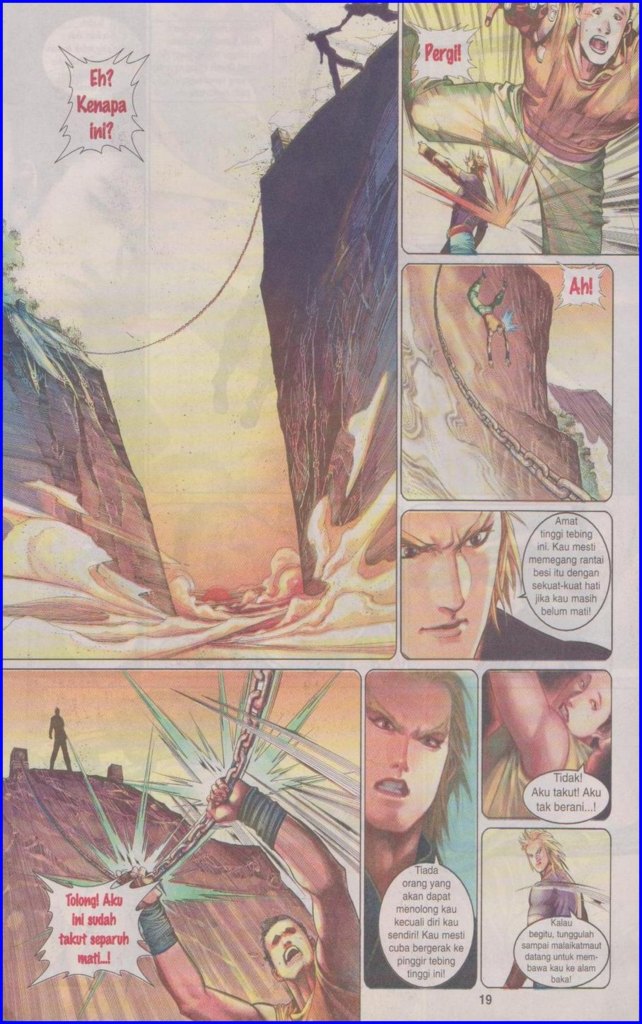 Eh?
Kenapa
ini?
Pergi!
Ah!
Amat
tinggi tebing
ini. Kau mesti
memegang rantai
besi itu dengan
sekuat-kuat hati
jika kau masih
belum mati!
Tolong! Aku
ini sudah
takut separuh
mati...!
Tiada
orang yang
akan dapat
menolong kau
kecuali diri kau
sendiri! Kau mesti
cuba bergerak ke
pinggir tebing
tinggi ini!
Tidak!
Aku takut! Aku
tak berani...!
Kalau
begitu, tunggulah
sampai malaikatmaut
datang untuk mem-
bawa kau ke alam
baka!
19